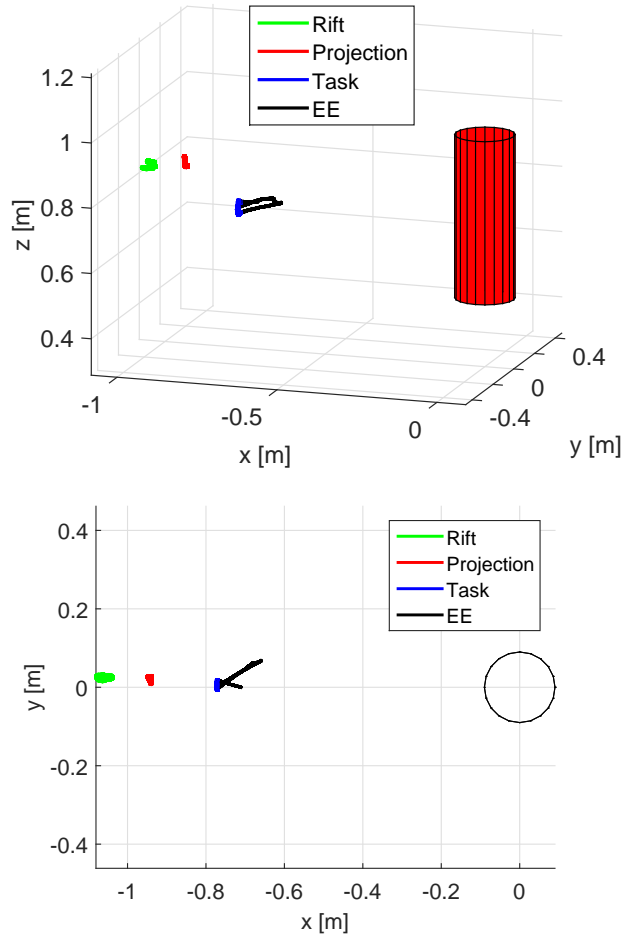 Rift
Projection
Task
EE
1.2
1
0.8
0.6
0.4
z [m]
-1
-0.5
0
x [m]
-0.4
0
0.4
y [m]
0.4
0.2
0
-0.2
-0.4
y [m]
Rift
Projection
Task
EE
-1
-0.8
-0.6
-0.4
-0.2
0
x [m]